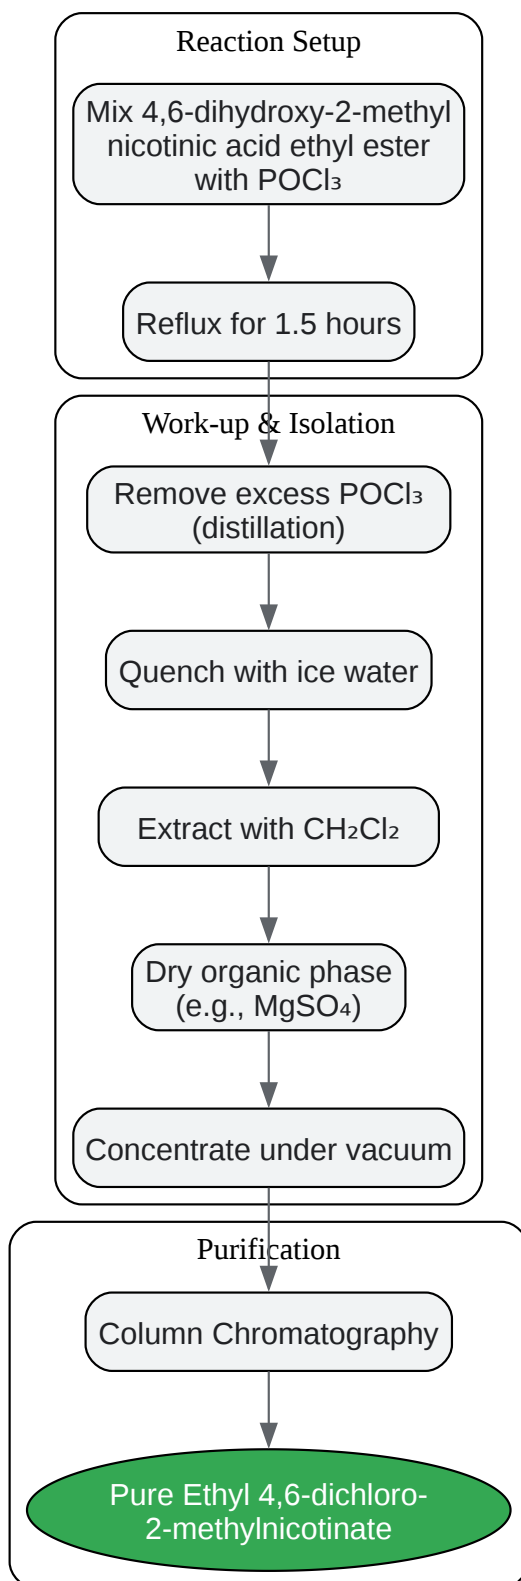 Reaction Setup
Mix 4,6-dihydroxy-2-methyl
nicotinic acid ethyl ester
with POCl₃
Reflux for 1.5 hours
Work-up & Isolation
Remove excess POCl₃
(distillation)
Quench with ice water
Extract with CH₂Cl₂
Dry organic phase
(e.g., MgSO₄)
Concentrate under vacuum
Purification
Column Chromatography
Pure Ethyl 4,6-dichloro-
2-methylnicotinate